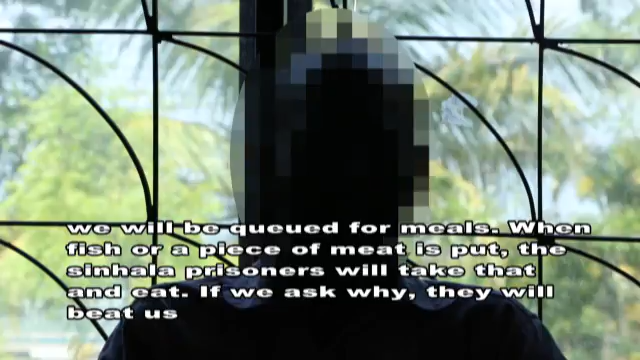 we will be queued for meals. When
fish or a piece of meat is put, the
sinhala prisoners will take that
and eat. If we ask why, they will
beat us